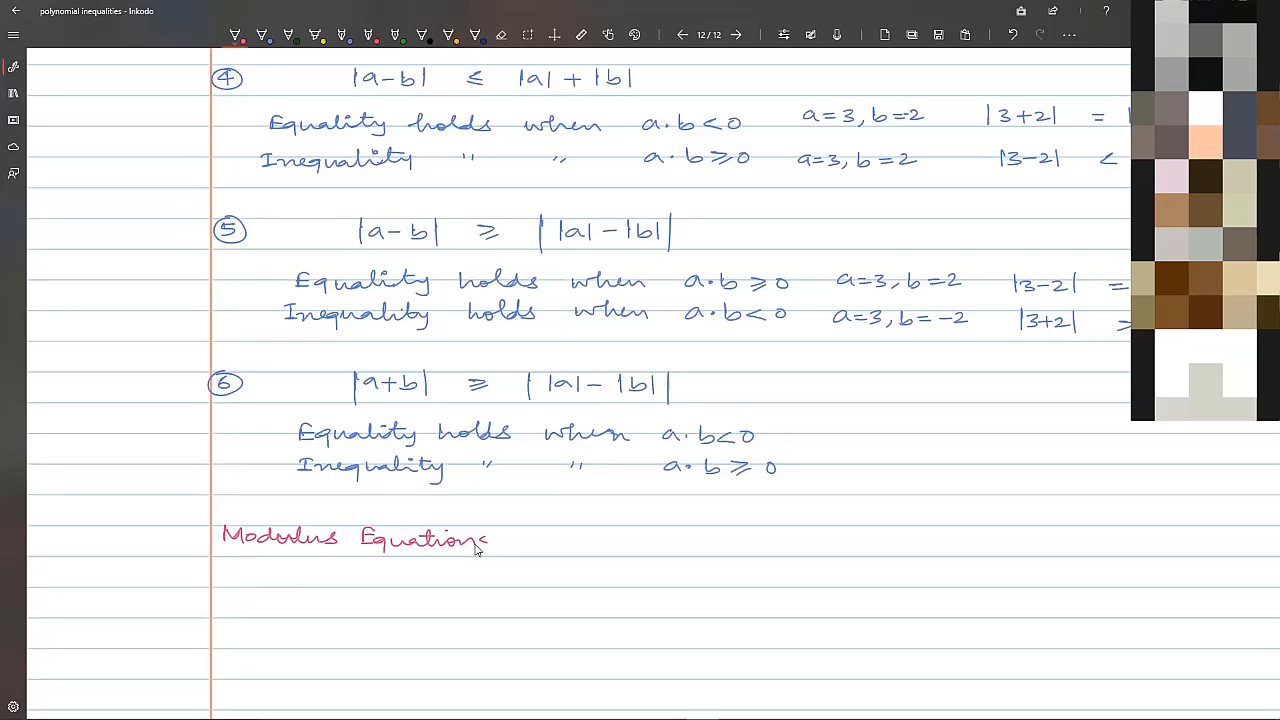 polynomial inequalities - Inkodo
12/12
④ |a-b| ≤ |a| + |b|
Equality holds when a·b<0 a=3, b=-2 |3+2| =
Inequality " " a·b⩾0 a=3, b=2 |3-2| <
⑤ |a-b| ⩾ | |a|-|b| |
Equality holds when a·b⩾0 a=3, b=2 |3-2| =
Inequality holds when a·b<0 a=3, b=-2 |3+2| >
⑥ |a+b| ⩾ | |a|-|b| |
Equality holds when a·b<0
Inequality " " a·b⩾0
Modulus Equations